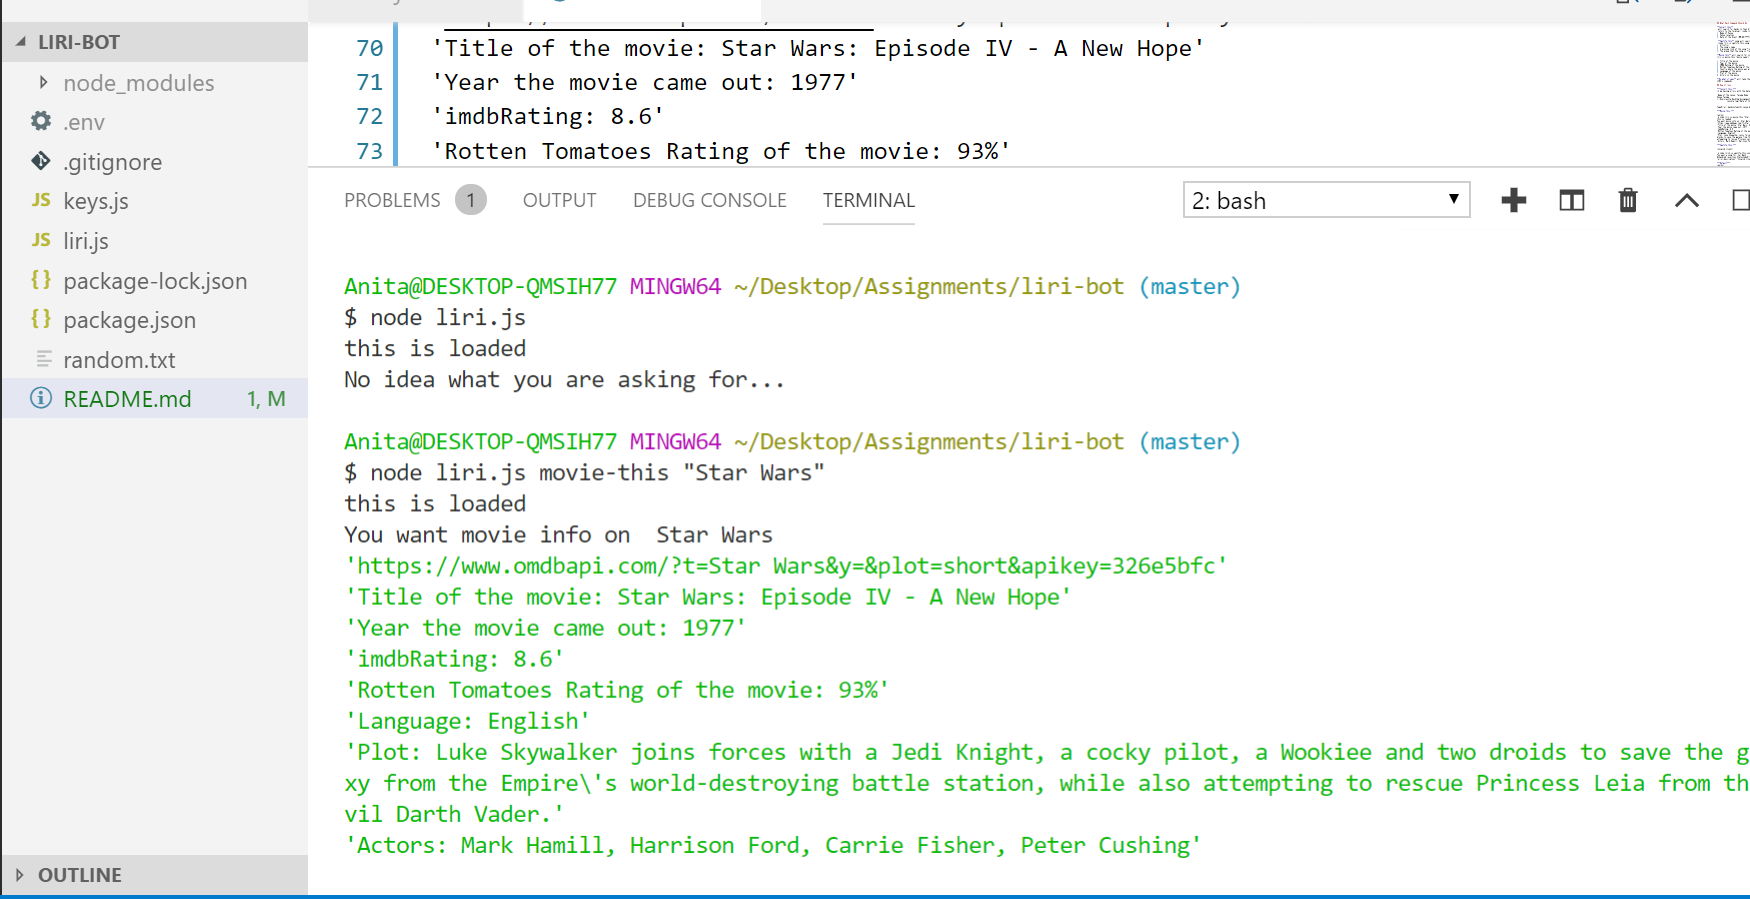 LIRI-BOT
node_modules
.env
.gitignore
JS keys.js
JS liri.js
{} package-lock.json
{} package.json
random.txt
README.md 1, M
OUTLINE
70 'Title of the movie: Star Wars: Episode IV - A New Hope'
71 'Year the movie came out: 1977'
72 'imdbRating: 8.6'
73 'Rotten Tomatoes Rating of the movie: 93%'
PROBLEMS 1 OUTPUT DEBUG CONSOLE TERMINAL 2: bash
Anita@DESKTOP-QMSIH77 MINGW64 ~/Desktop/Assignments/liri-bot (master)
$ node liri.js
this is loaded
No idea what you are asking for...
Anita@DESKTOP-QMSIH77 MINGW64 ~/Desktop/Assignments/liri-bot (master)
$ node liri.js movie-this "Star Wars"
this is loaded
You want movie info on  Star Wars
'https://www.omdbapi.com/?t=Star Wars&y=&plot=short&apikey=326e5bfc'
'Title of the movie: Star Wars: Episode IV - A New Hope'
'Year the movie came out: 1977'
'imdbRating: 8.6'
'Rotten Tomatoes Rating of the movie: 93%'
'Language: English'
'Plot: Luke Skywalker joins forces with a Jedi Knight, a cocky pilot, a Wookiee and two droids to save the g
xy from the Empire\'s world-destroying battle station, while also attempting to rescue Princess Leia from th
vil Darth Vader.'
'Actors: Mark Hamill, Harrison Ford, Carrie Fisher, Peter Cushing'